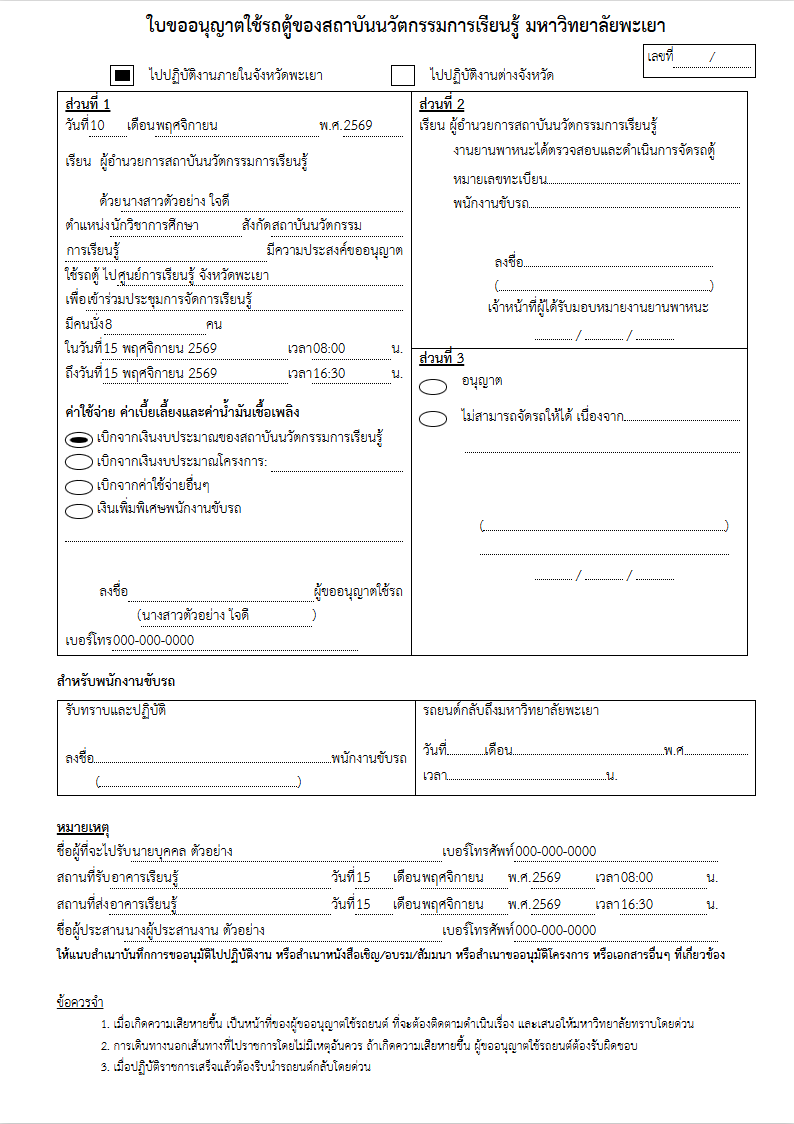 ใบขออนุญาตใช้รถตู้ของสถาบันนวัตกรรมการเรียนรู้ มหาวิทยาลัยพะเยา
เลขที่ /
ไปปฏิบัติงานภายในจังหวัดพะเยา ไปปฏิบัติงานต่างจังหวัด
ส่วนที่ 1
วันที่ 10 เดือน พฤศจิกายน พ.ศ. 2569
เรียน ผู้อำนวยการสถาบันนวัตกรรมการเรียนรู้
ด้วย นางสาวตัวอย่าง ใจดี
ตำแหน่ง นักวิชาการศึกษา สังกัด สถาบันนวัตกรรม
การเรียนรู้ มีความประสงค์ขออนุญาต
ใช้รถตู้ ไป ศูนย์การเรียนรู้ จังหวัดพะเยา
เพื่อ เข้าร่วมประชุมการจัดการเรียนรู้
มีคนนั่ง 8 คน
ในวันที่ 15 พฤศจิกายน 2569 เวลา 08:00 น.
ถึงวันที่ 15 พฤศจิกายน 2569 เวลา 16:30 น.
ค่าใช้จ่าย ค่าเบี้ยเลี้ยงและค่าน้ำมันเชื้อเพลิง
เบิกจากเงินงบประมาณของสถาบันนวัตกรรมการเรียนรู้
เบิกจากเงินงบประมาณโครงการ:
เบิกจากค่าใช้จ่ายอื่นๆ
เงินเพิ่มพิเศษพนักงานขับรถ
ลงชื่อ ผู้ขออนุญาตใช้รถ
(นางสาวตัวอย่าง ใจดี )
เบอร์โทร 000-000-0000
ส่วนที่ 2
เรียน ผู้อำนวยการสถาบันนวัตกรรมการเรียนรู้
งานยานพาหนะได้ตรวจสอบและดำเนินการจัดรถตู้
หมายเลขทะเบียน
พนักงานขับรถ
ลงชื่อ
( )
เจ้าหน้าที่ผู้ได้รับมอบหมายงานยานพาหนะ
/ /
ส่วนที่ 3
อนุญาต
ไม่สามารถจัดรถให้ได้ เนื่องจาก
( )
/ /
สำหรับพนักงานขับรถ
รับทราบและปฏิบัติ
ลงชื่อ พนักงานขับรถ
( )
รถยนต์กลับถึงมหาวิทยาลัยพะเยา
วันที่ เดือน พ.ศ.
เวลา น.
หมายเหตุ
ชื่อผู้ที่จะไปรับ นายบุคคล ตัวอย่าง เบอร์โทรศัพท์ 000-000-0000
สถานที่รับ อาคารเรียนรู้ วันที่ 15 เดือน พฤศจิกายน พ.ศ. 2569 เวลา 08:00 น.
สถานที่ส่ง อาคารเรียนรู้ วันที่ 15 เดือน พฤศจิกายน พ.ศ. 2569 เวลา 16:30 น.
ชื่อผู้ประสาน นางผู้ประสานงาน ตัวอย่าง เบอร์โทรศัพท์ 000-000-0000
ให้แนบสำเนาบันทึกการขออนุมัติไปปฏิบัติงาน หรือสำเนาหนังสือเชิญ/อบรม/สัมมนา หรือสำเนาขออนุมัติโครงการ หรือเอกสารอื่นๆ ที่เกี่ยวข้อง
ข้อควรจำ
1. เมื่อเกิดความเสียหายขึ้น เป็นหน้าที่ของผู้ขออนุญาตใช้รถยนต์ ที่จะต้องติดตามดำเนินเรื่อง และเสนอให้มหาวิทยาลัยทราบโดยด่วน
2. การเดินทางนอกเส้นทางที่ไปราชการโดยไม่มีเหตุอันควร ถ้าเกิดความเสียหายขึ้น ผู้ขออนุญาตใช้รถยนต์ต้องรับผิดชอบ
3. เมื่อปฏิบัติราชการเสร็จแล้วต้องรีบนำรถยนต์กลับโดยด่วน